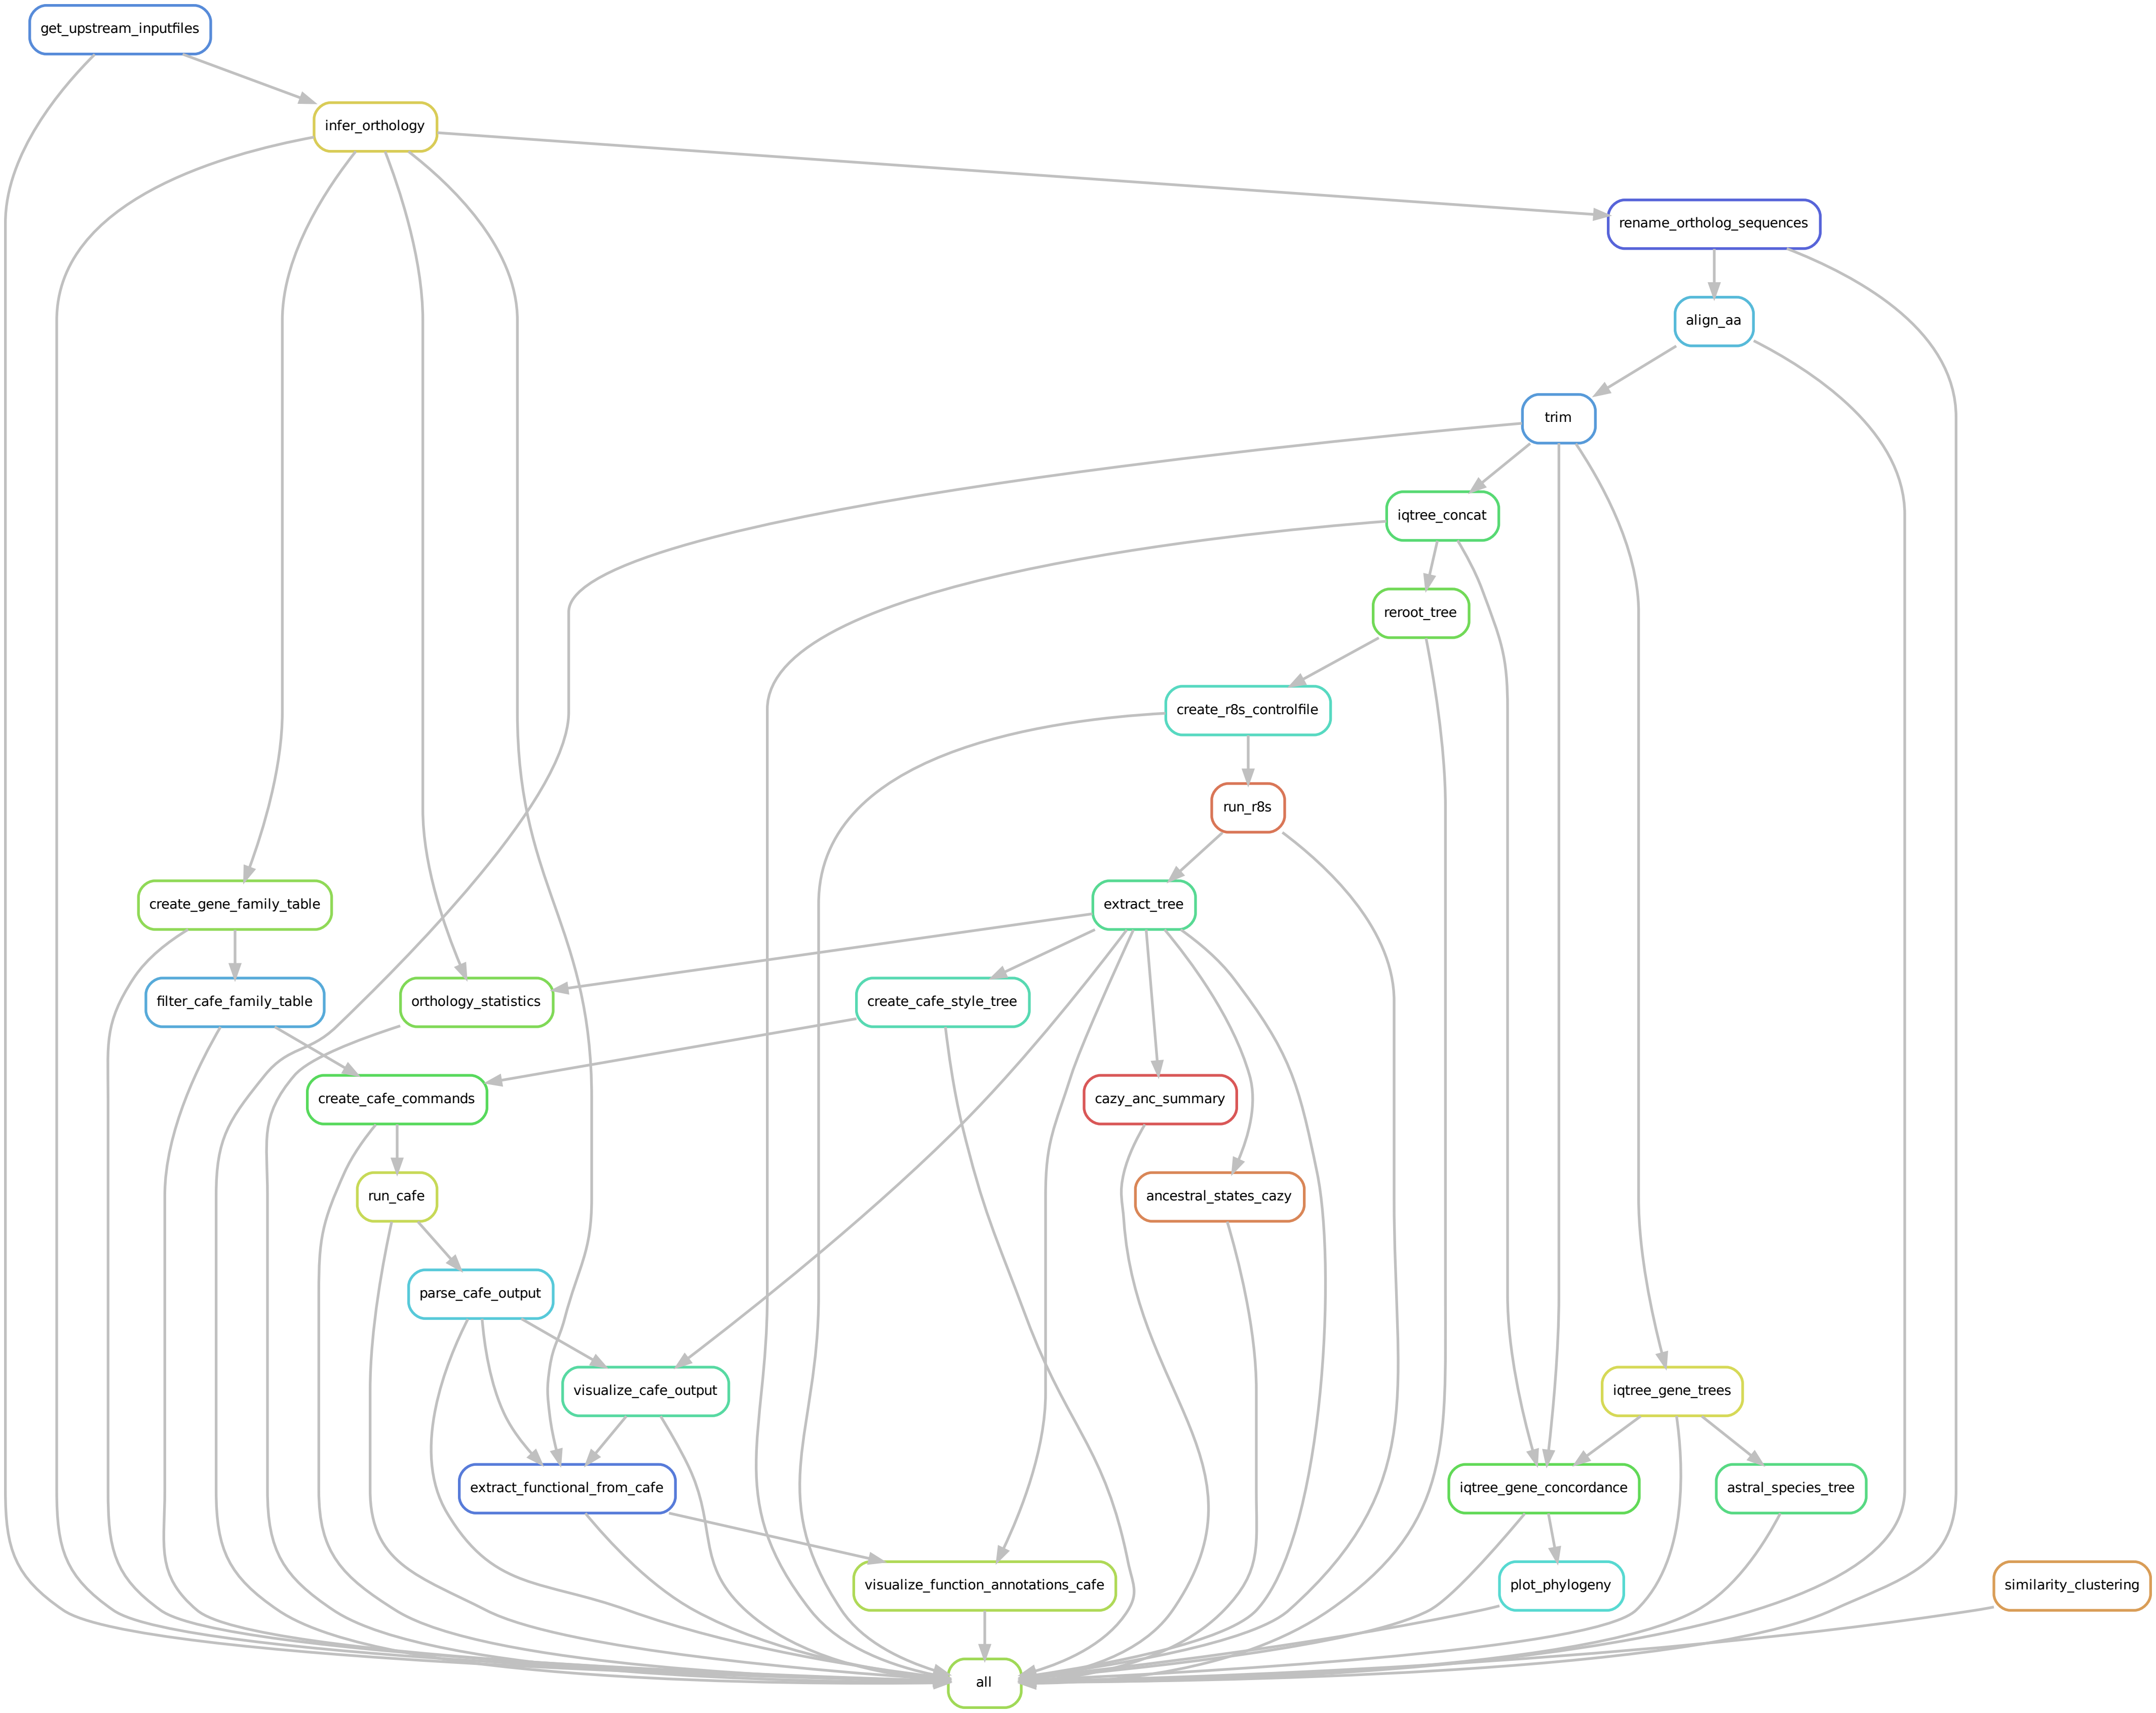 get_upstream_inputfiles
infer_orthology
rename_ortholog_sequences
align_aa
trim
iqtree_concat
reroot_tree
create_r8s_controlfile
run_r8s
create_gene_family_table
extract_tree
filter_cafe_family_table
orthology_statistics
create_cafe_style_tree
create_cafe_commands
cazy_anc_summary
run_cafe
ancestral_states_cazy
parse_cafe_output
visualize_cafe_output
iqtree_gene_trees
extract_functional_from_cafe
iqtree_gene_concordance
astral_species_tree
visualize_function_annotations_cafe
plot_phylogeny
similarity_clustering
all